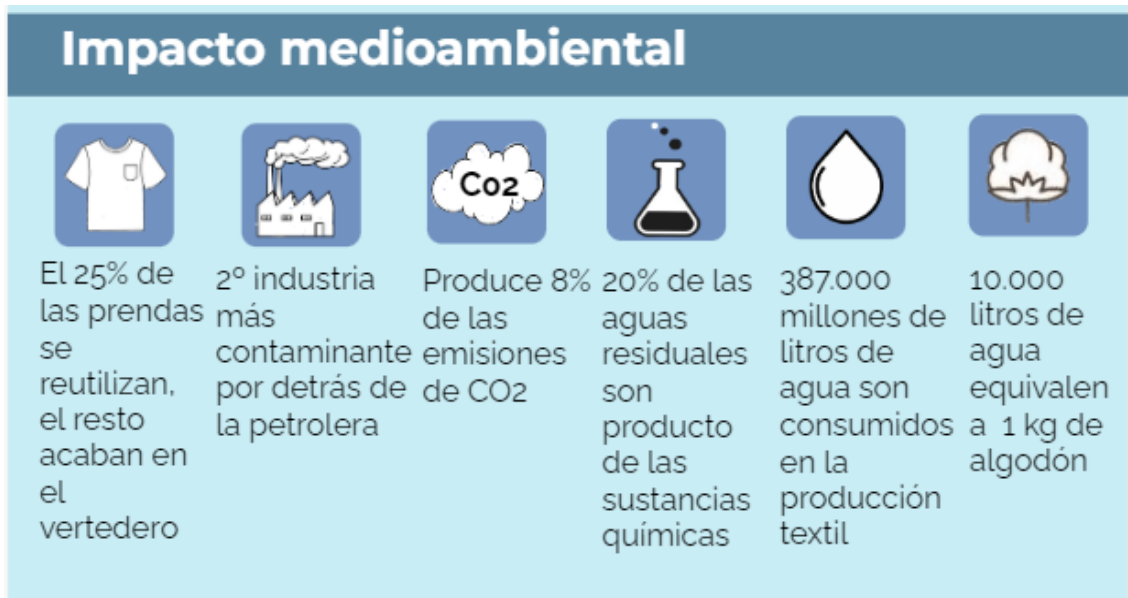 Impacto medioambiental
Co2
El 25% de
las prendas
se
reutilizan,
el resto
acaban en
el
vertedero
2º industria
más
contaminante
por detrás de
la petrolera
Produce 8%
de las
emisiones
de CO2
20% de las
aguas
residuales
son
producto
de las
sustancias
químicas
387.000
millones de
litros de
agua son
consumidos
en la
producción
textil
10.000
litros de
agua
equivalen
a 1 kg de
algodón